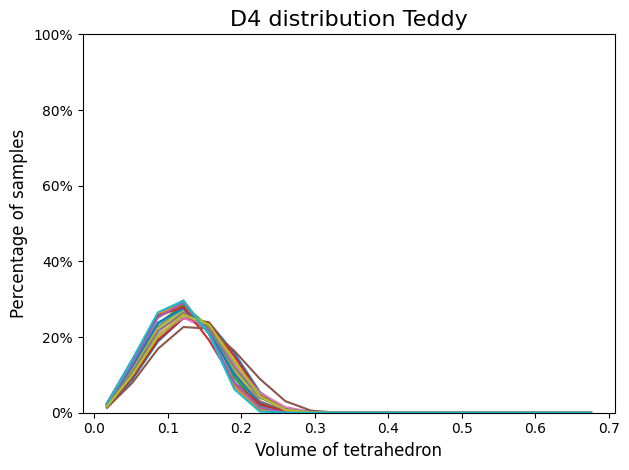 D4 distribution Teddy
Percentage of samples
100%
80%
60%
40%
20%
0%
0.0 0.1 0.2 0.3 0.4 0.5 0.6 0.7
Volume of tetrahedron